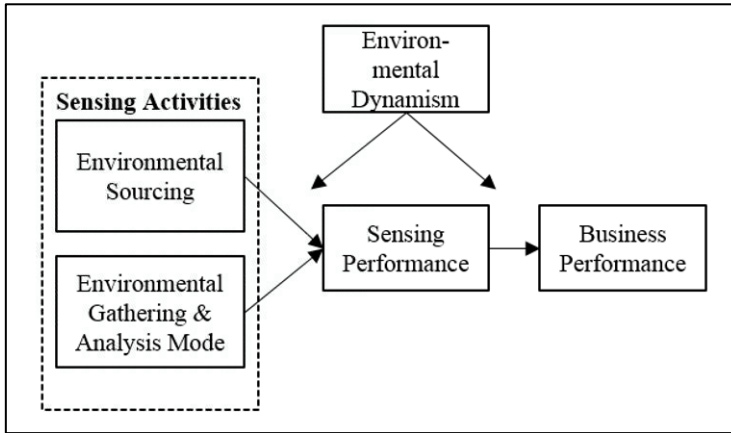 Environ-
mental
Dynamism
Sensing Activities
Environmental
Sourcing
Environmental
Gathering &
Analysis Mode
Sensing
Performance
Business
Performance